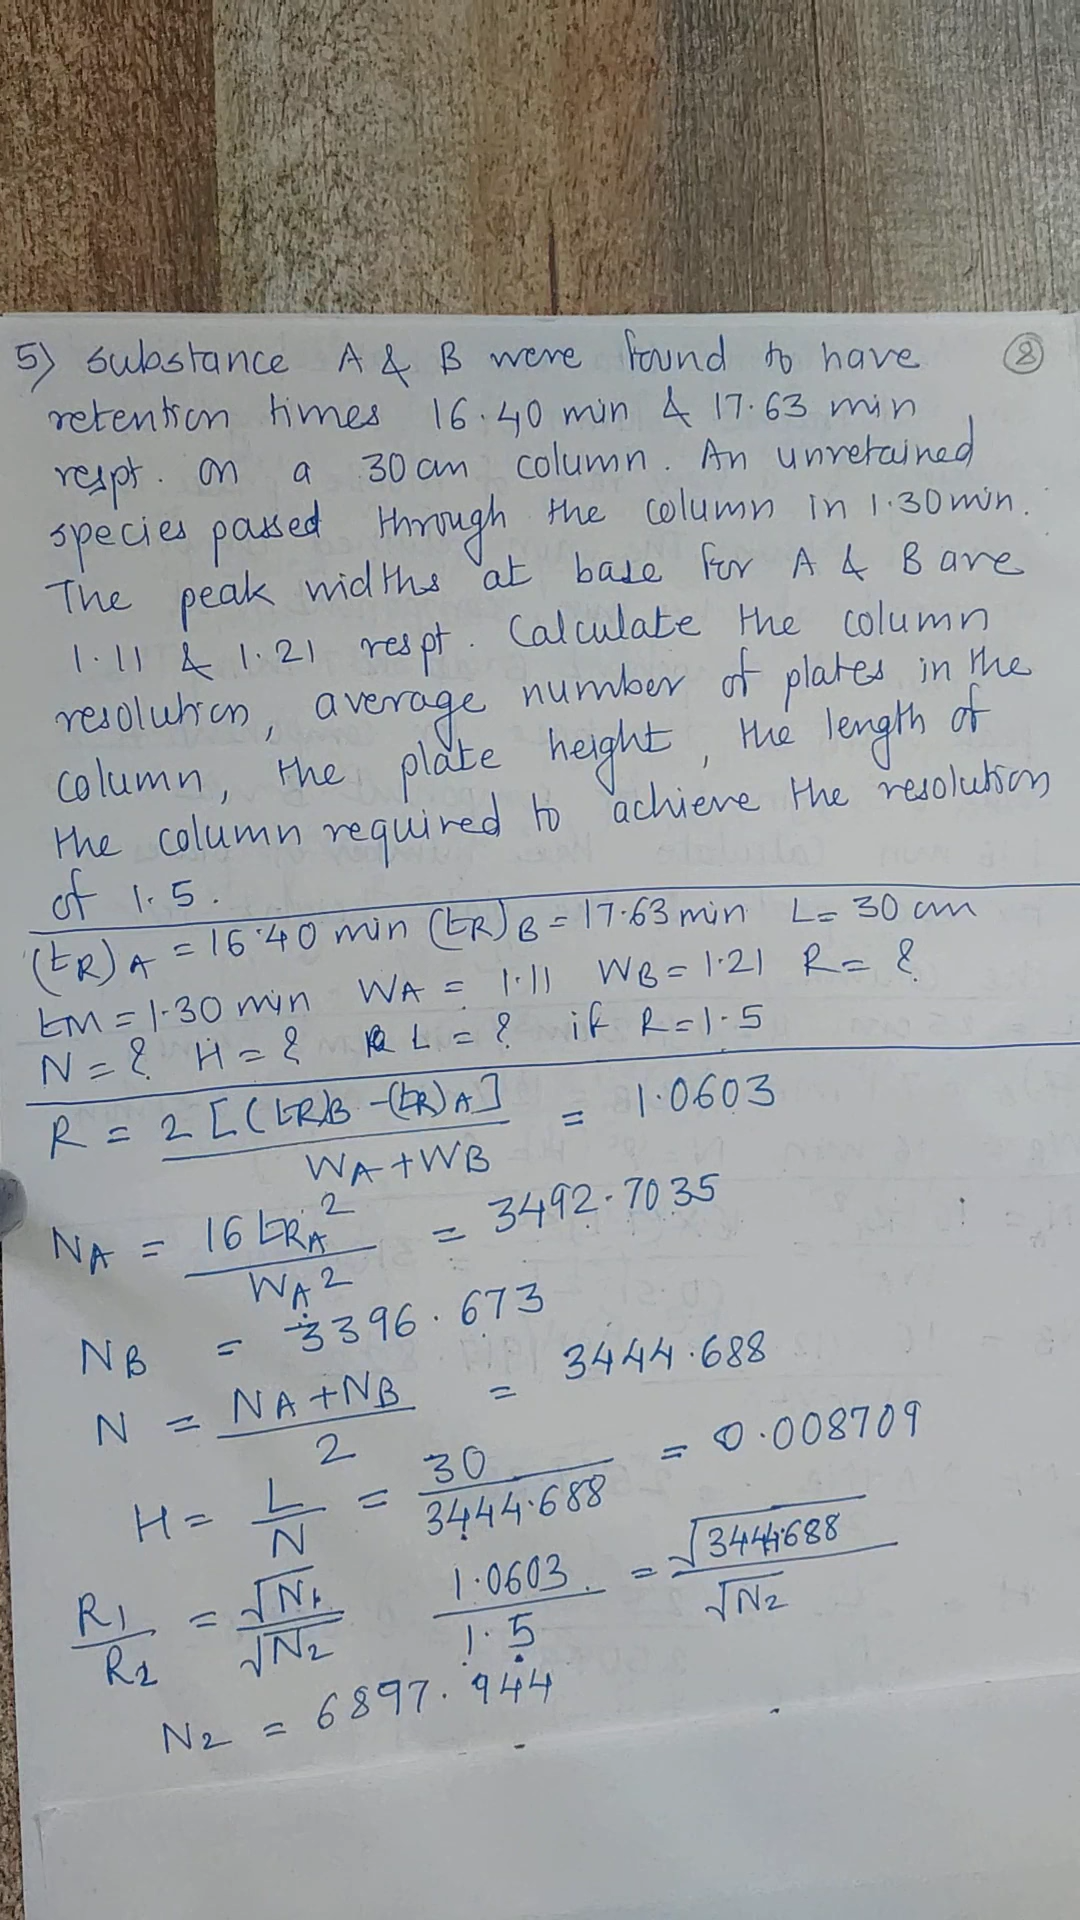 5) Substance A & B were found to have (8)
retention times 16.40 min & 17.63 min
respt. on a 30 cm column. An unretained
species passed through the column in 1.30 min.
The peak widths at base for A & B are
1.11 & 1.21 respt. Calculate the column
resolution, average number of plates in the
column, the plate height, the length of
the column required to achieve the resolution
of 1.5.
(tR)A = 16.40 min (tR)B = 17.63 min L = 30 cm
tM = 1.30 min WA = 1.11 WB = 1.21 R = ?
N = ? H = ? L = ? if R = 1.5
R = 2[(tR)B - (tR)A] / WA + WB = 1.0603
NA = 16 tRA² / WA² = 3492.7035
NB = 3396.673
N = NA + NB / 2 = 3444.688
H = L / N = 30 / 3444.688 = 0.008709
R1 / R2 = √N1 / √N2 1.0603 / 1.5 = √3444.688 / √N2
N2 = 6897.944